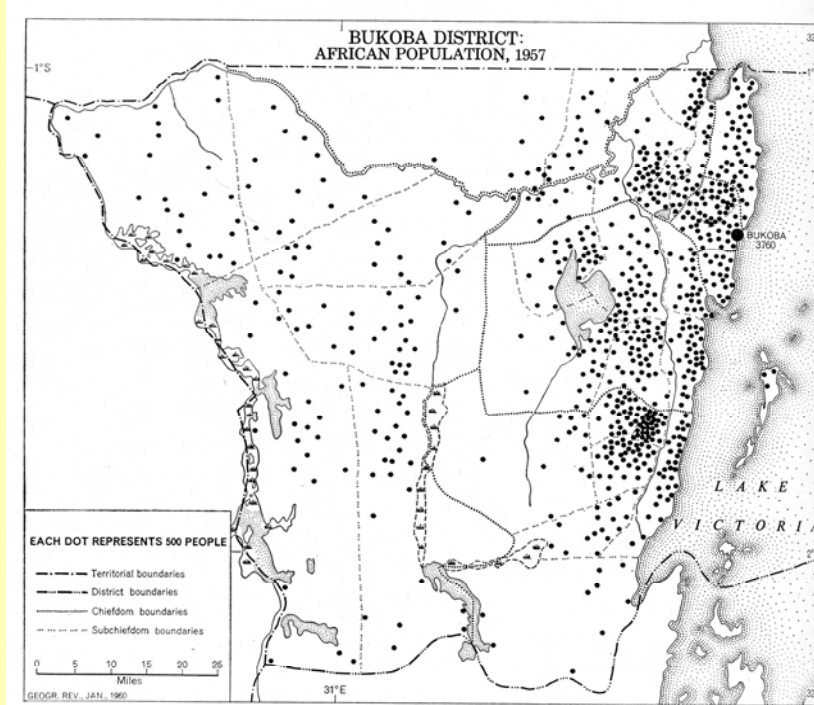 BUKOBA DISTRICT:
AFRICAN POPULATION, 1957
1°S
BUKOBA
3760
LAKE
VICTORIA
EACH DOT REPRESENTS 500 PEOPLE
Territorial boundaries
District boundaries
Chiefdom boundaries
Subchiefdom boundaries
0 5 10 15 20 25
Miles
31°E
GEOGR. REV., JAN., 1960